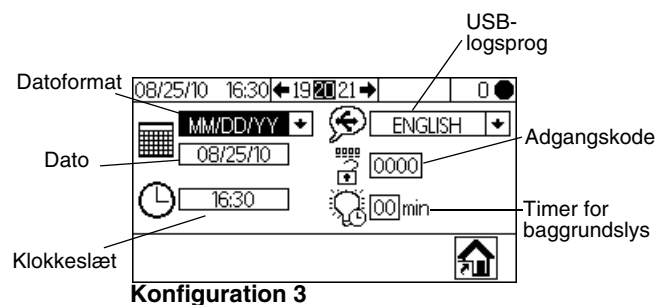 USB-
logsprog
Datoformat
08/25/10 16:30 19 20 21 0
MM/DD/YY ENGLISH
Adgangskode
Dato 08/25/10
0000
16:30 00 min
Timer for
baggrundslys
Klokkeslæt
Konfiguration 3